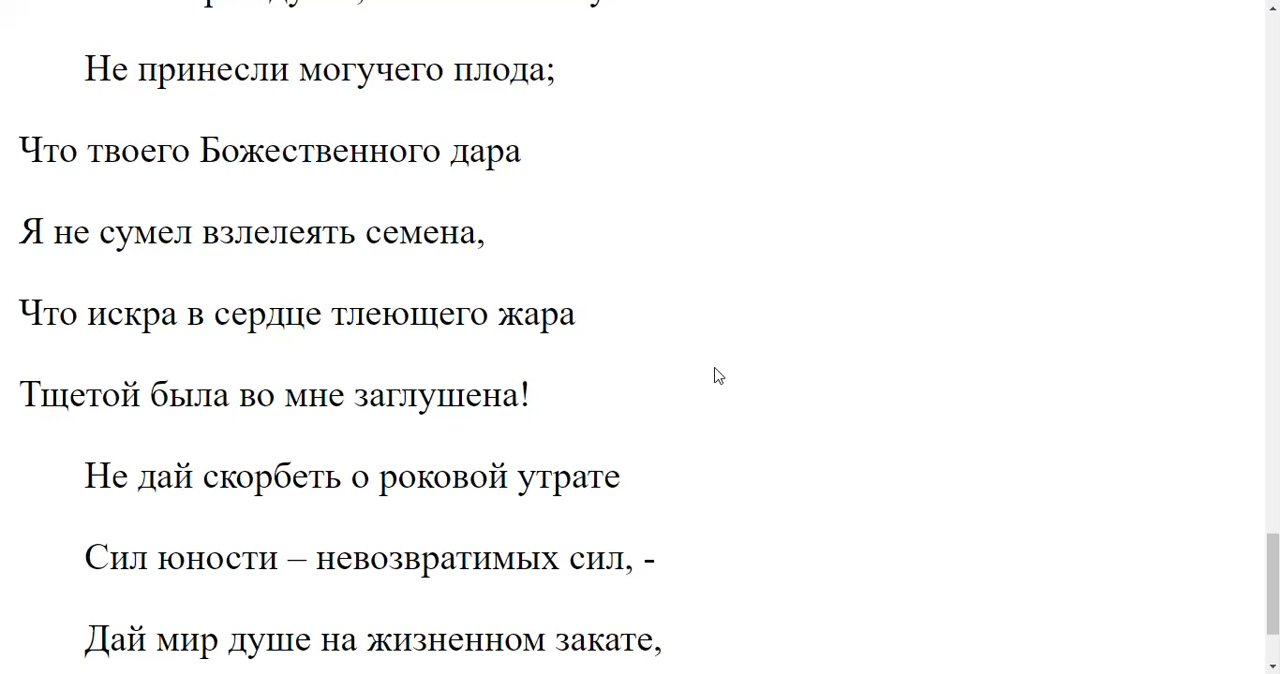 Не принесли могучего плода;
Что твоего Божественного дара
Я не сумел взлелеять семена,
Что искра в сердце тлеющего жара
Тщетой была во мне заглушена!
Не дай скорбеть о роковой утрате
Сил юности – невозвратимых сил, -
Дай мир душе на жизненном закате,